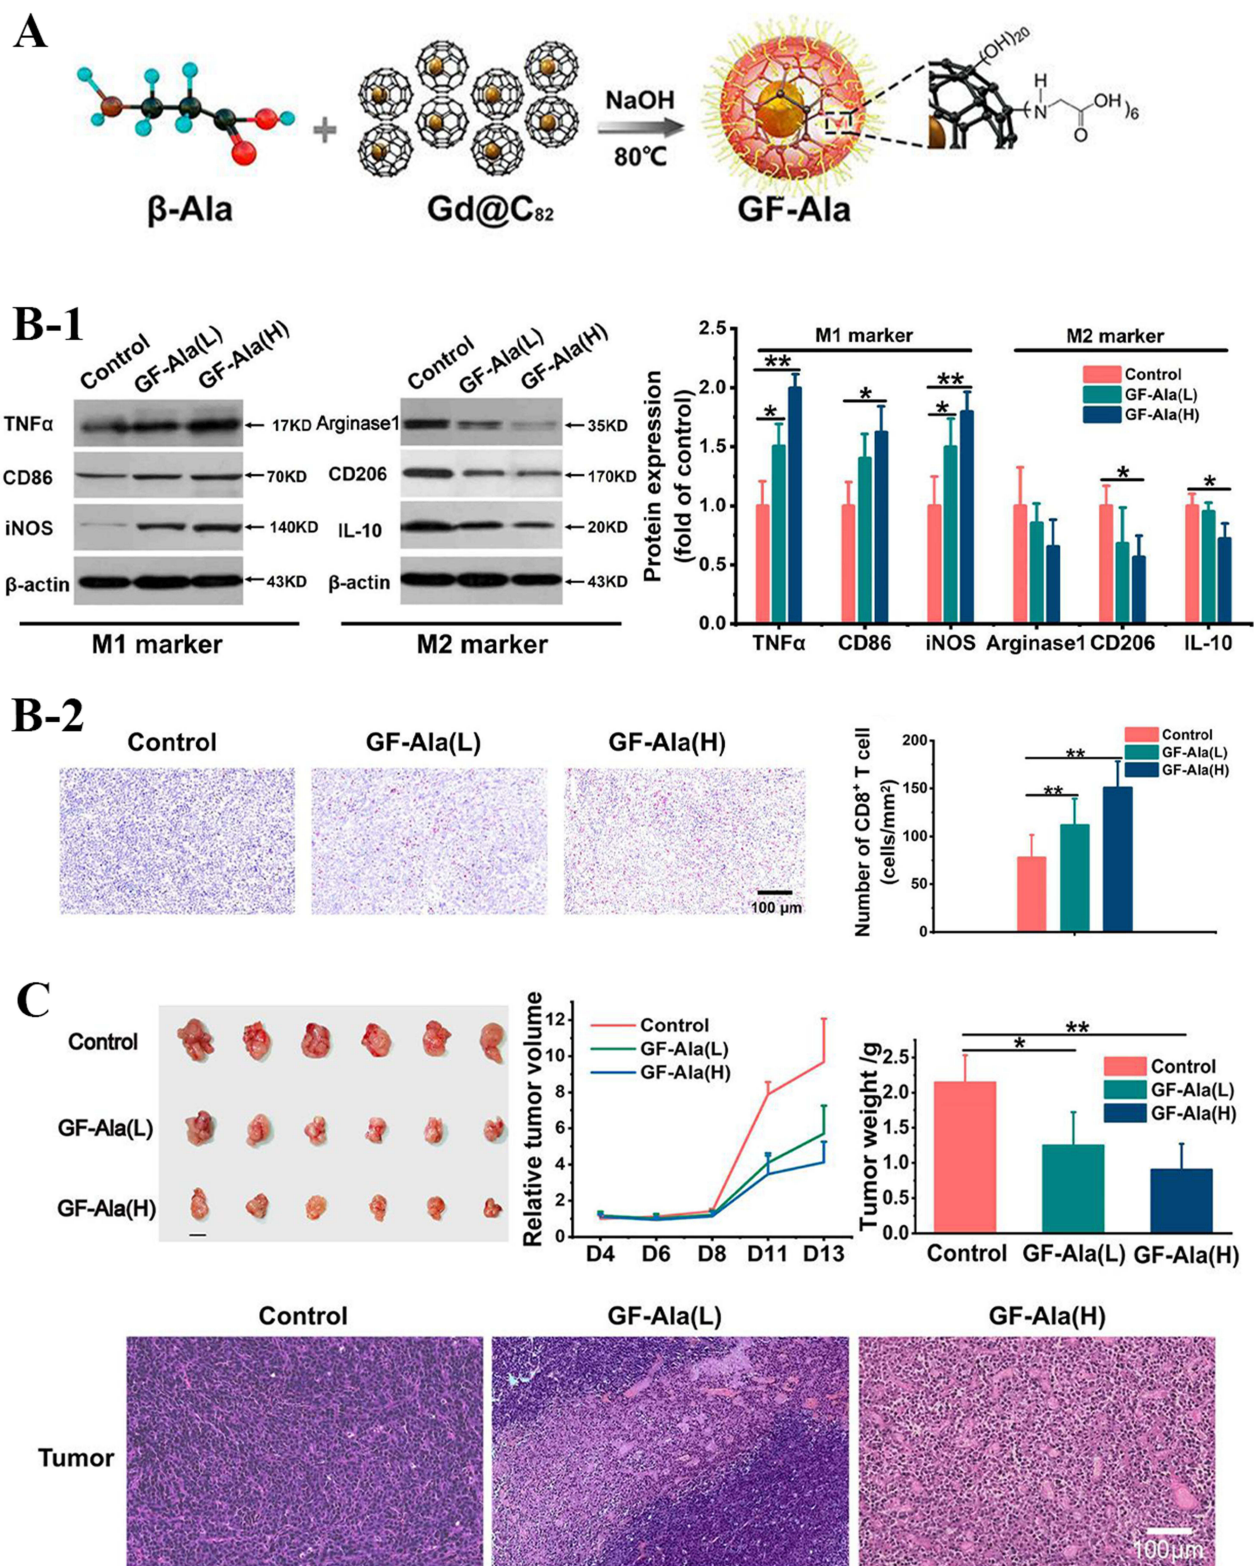 A
β-Ala
+
Gd@C₈₂
NaOH
80℃
GF-Ala
(OH)₂₀
H
N
O
OH)₆
B-1
Control
GF-Ala(L)
GF-Ala(H)
TNFα
17KD
CD86
70KD
iNOS
140KD
β-actin
43KD
M1 marker
Control
GF-Ala(L)
GF-Ala(H)
Arginase1
35KD
CD206
170KD
IL-10
20KD
β-actin
43KD
M2 marker
Protein expression
(fold of control)
2.5
2.0
1.5
1.0
0.5
0.0
M1 marker
M2 marker
Control
GF-Ala(L)
GF-Ala(H)
**
*
*
**
*
*
*
TNFα CD86 iNOS Arginase1 CD206 IL-10
B-2
Control
GF-Ala(L)
GF-Ala(H)
100 μm
Number of CD8⁺ T cell
(cells/mm²)
200
150
100
50
0
Control
GF-Ala(L)
GF-Ala(H)
**
**
C
Control
GF-Ala(L)
GF-Ala(H)
Relative tumor volume
12
10
8
6
4
2
0
Control
GF-Ala(L)
GF-Ala(H)
D4 D6 D8 D11 D13
Tumor weight /g
2.5
2.0
1.5
1.0
0.5
0.0
**
*
Control
GF-Ala(L)
GF-Ala(H)
Control GF-Ala(L) GF-Ala(H)
Control
GF-Ala(L)
GF-Ala(H)
Tumor
100μm